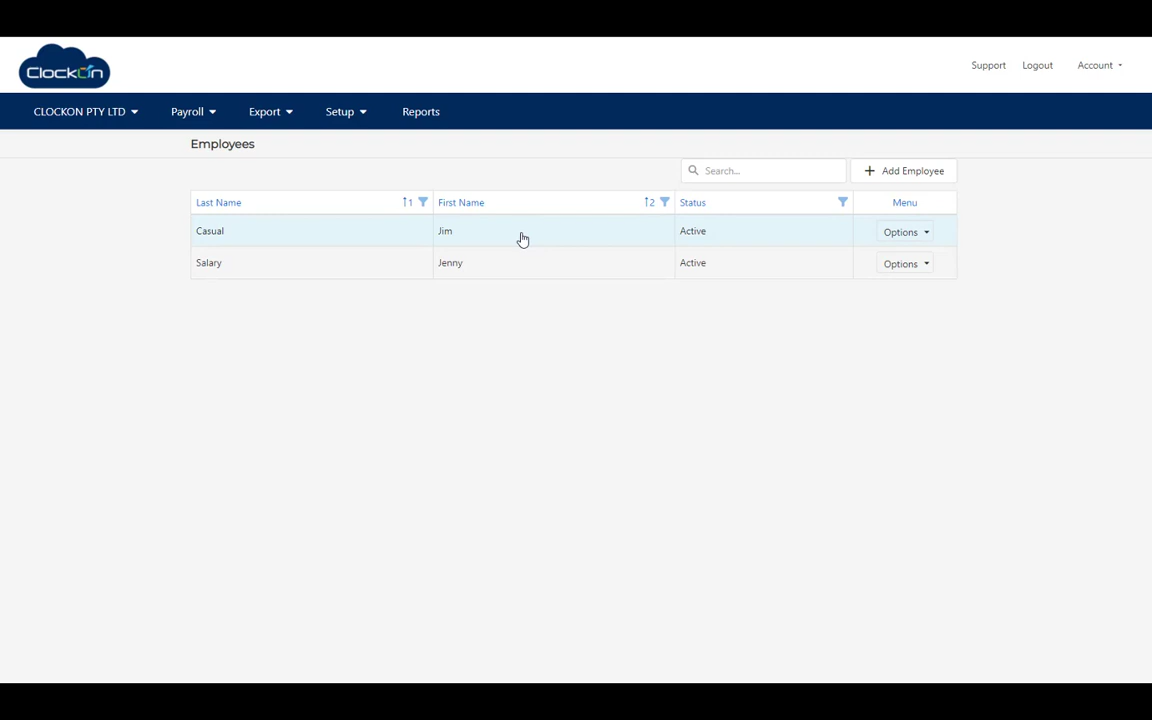 ClockOn
Support Logout Account
CLOCKON PTY LTD Payroll Export Setup Reports
Employees
Search... + Add Employee
Last Name 1 First Name 2 Status Menu
Casual Jim Active Options
Salary Jenny Active Options